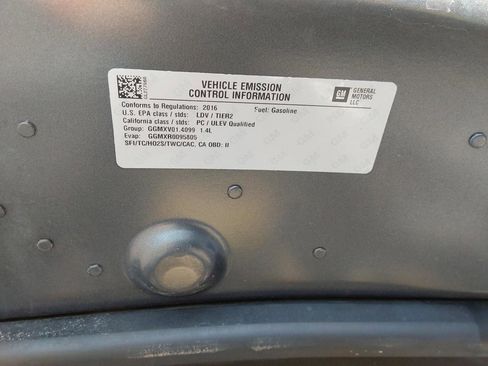 VEHICLE EMISSION
CONTROL INFORMATION
GM
GENERAL
MOTORS
LLC
Conforms to Regulations: 2016
Fuel: Gasoline
U.S. EPA class / stds: LDV / TIER2
California class / stds: PC / ULEV Qualified
Group: GGMXV01.4099 1.4L
Evap: GGMXR0095805
SFI/TC/HO2S/TWC/CAC, CA OBD: II